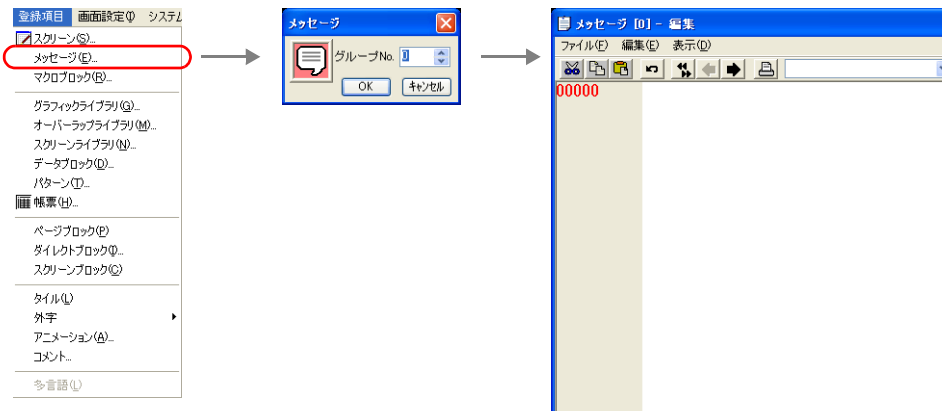 登録項目 画面設定(I) システム
スクリーン(S)...
メッセージ(E)...
マクロブロック(R)...
グラフィックライブラリ(G)...
オーバーラップライブラリ(M)...
スクリーンライブラリ(N)...
データブロック(D)...
パターン(T)...
帳票(H)...
ページブロック(P)
ダイレクトブロック(I)...
スクリーンブロック(C)
タイル(L)
外字
アニメーション(A)...
コメント...
多言語(L)
メッセージ
グループNo. 0
OK キャンセル
メッセージ [0] - 編集
ファイル(F) 編集(E) 表示(D)
00000